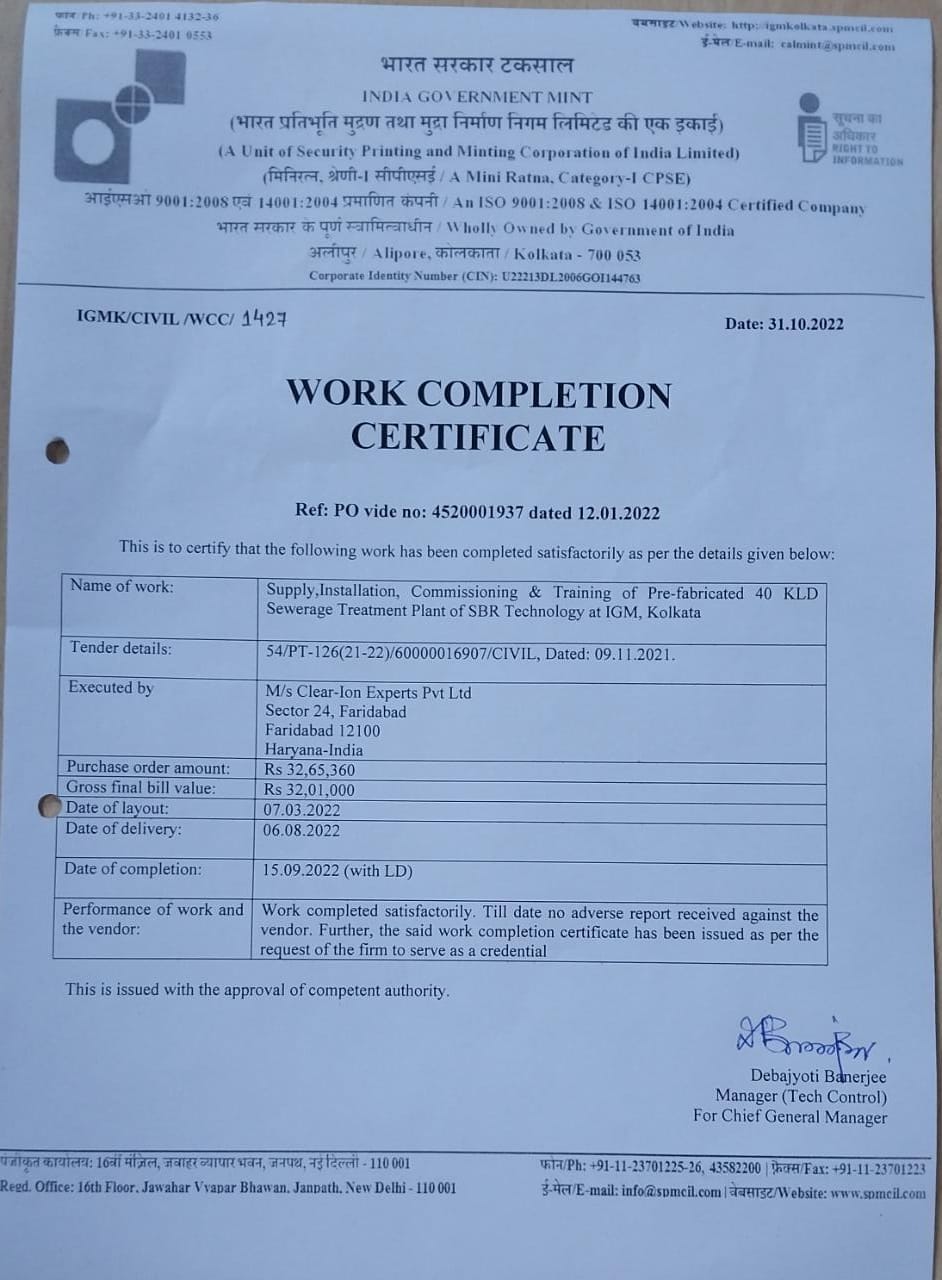 फोन/Ph: +91-33-2401 4132-36
फ़ैक्स/Fax: +91-33-2401 0553
वेबसाइट/Website: http://igmkolkata.spmcil.com
ई-मेल/E-mail: calmint@spmcil.com
भारत सरकार टकसाल
INDIA GOVERNMENT MINT
(भारत प्रतिभूति मुद्रण तथा मुद्रा निर्माण निगम लिमिटेड की एक इकाई)
(A Unit of Security Printing and Minting Corporation of India Limited)
(मिनिरत्न, श्रेणी-I सीपीएसई / A Mini Ratna, Category-I CPSE)
आईएसओ 9001:2008 एवं 14001:2004 प्रमाणित कंपनी / An ISO 9001:2008 & ISO 14001:2004 Certified Company
भारत सरकार के पूर्ण स्वामित्वाधीन / Wholly Owned by Government of India
अलीपुर / Alipore, कोलकाता / Kolkata - 700 053
Corporate Identity Number (CIN): U22213DL2006GOI144763
सूचना का
अधिकार
RIGHT TO
INFORMATION
IGMK/CIVIL /WCC/ 1427
Date: 31.10.2022
WORK COMPLETION
CERTIFICATE
Ref: PO vide no: 4520001937 dated 12.01.2022
This is to certify that the following work has been completed satisfactorily as per the details given below:
Name of work: Supply,Installation, Commissioning & Training of Pre-fabricated 40 KLD
Sewerage Treatment Plant of SBR Technology at IGM, Kolkata
Tender details: 54/PT-126(21-22)/60000016907/CIVIL, Dated: 09.11.2021.
Executed by M/s Clear-Ion Experts Pvt Ltd
Sector 24, Faridabad
Faridabad 12100
Haryana-India
Purchase order amount: Rs 32,65,360
Gross final bill value: Rs 32,01,000
Date of layout: 07.03.2022
Date of delivery: 06.08.2022
Date of completion: 15.09.2022 (with LD)
Performance of work and Work completed satisfactorily. Till date no adverse report received against the
the vendor: vendor. Further, the said work completion certificate has been issued as per the
request of the firm to serve as a credential
This is issued with the approval of competent authority.
Debajyoti Banerjee
Manager (Tech Control)
For Chief General Manager
पंजीकृत कार्यालय: 16वीं मंज़िल, जवाहर व्यापार भवन, जनपथ, नई दिल्ली - 110 001
Regd. Office: 16th Floor, Jawahar Vyapar Bhawan, Janpath, New Delhi - 110 001
फोन/Ph: +91-11-23701225-26, 43582200 | फ़ैक्स/Fax: +91-11-23701223
ई-मेल/E-mail: info@spmcil.com | वेबसाइट/Website: www.spmcil.com